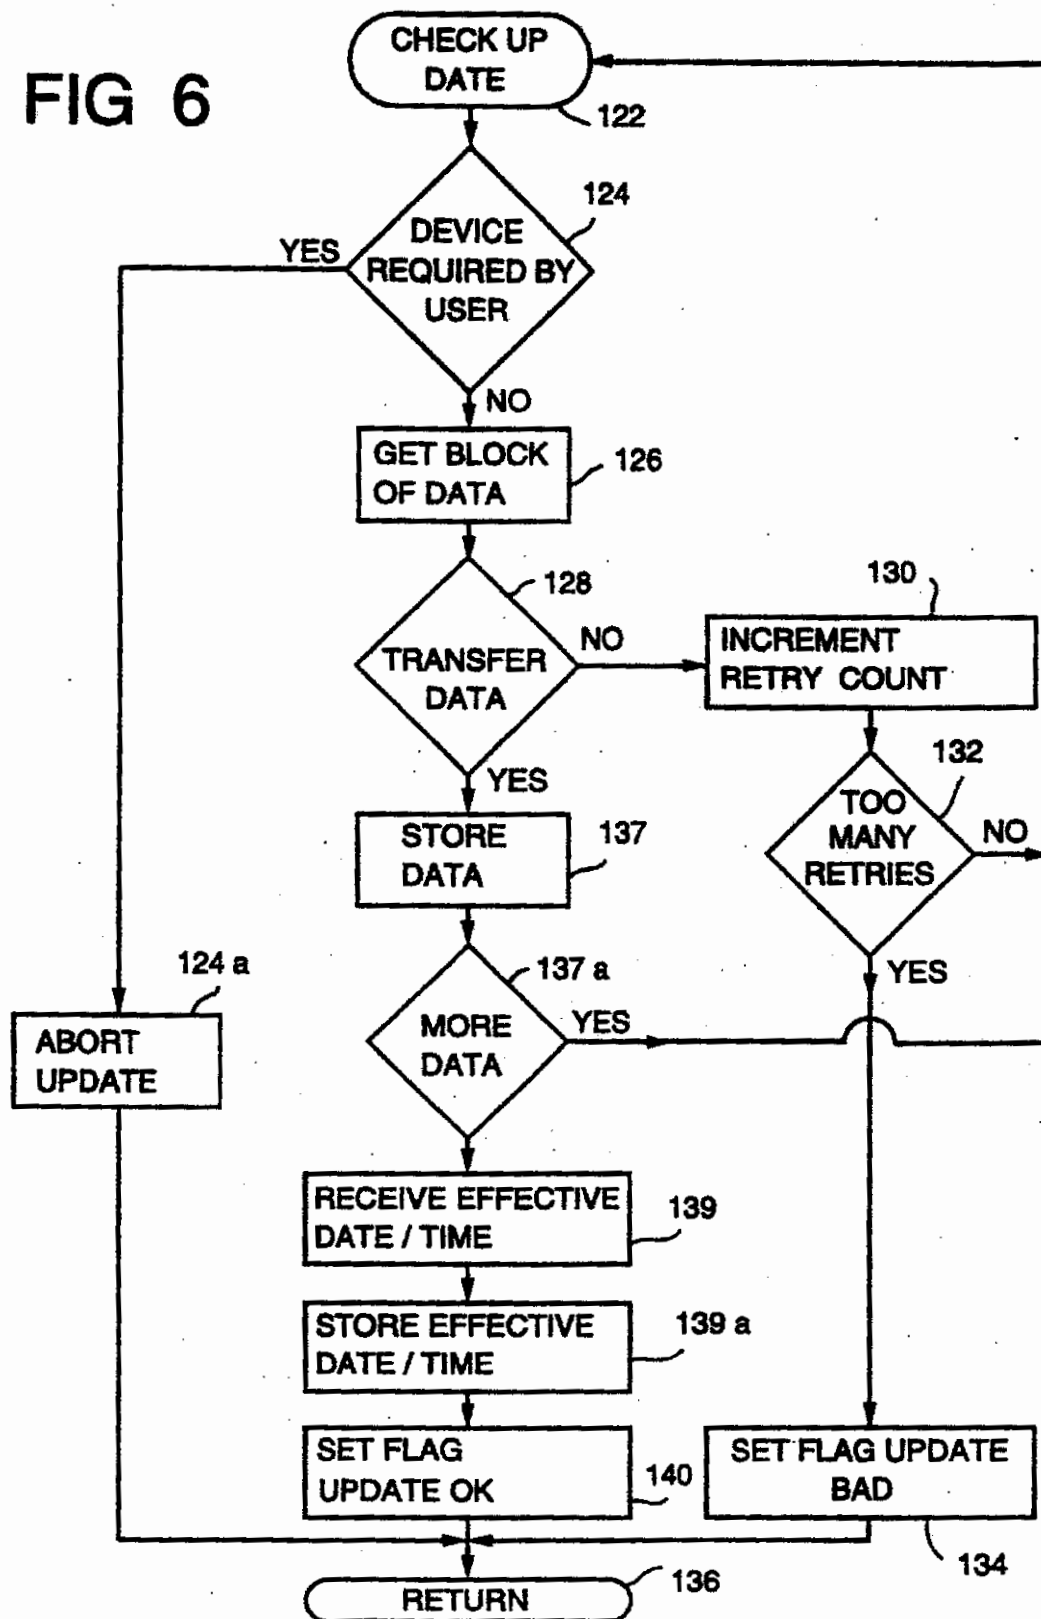 FIG 6
CHECK UP
DATE
122
124
DEVICE
REQUIRED BY
USER
YES
NO
GET BLOCK
OF DATA
126
128
TRANSFER
DATA
NO
130
INCREMENT
RETRY COUNT
YES
132
TOO
MANY
RETRIES
NO
STORE
DATA
137
YES
137 a
MORE
DATA
YES
124 a
ABORT
UPDATE
RECEIVE EFFECTIVE
DATE / TIME
139
STORE EFFECTIVE
DATE / TIME
139 a
SET FLAG
UPDATE OK
140
SET FLAG UPDATE
BAD
134
RETURN
136